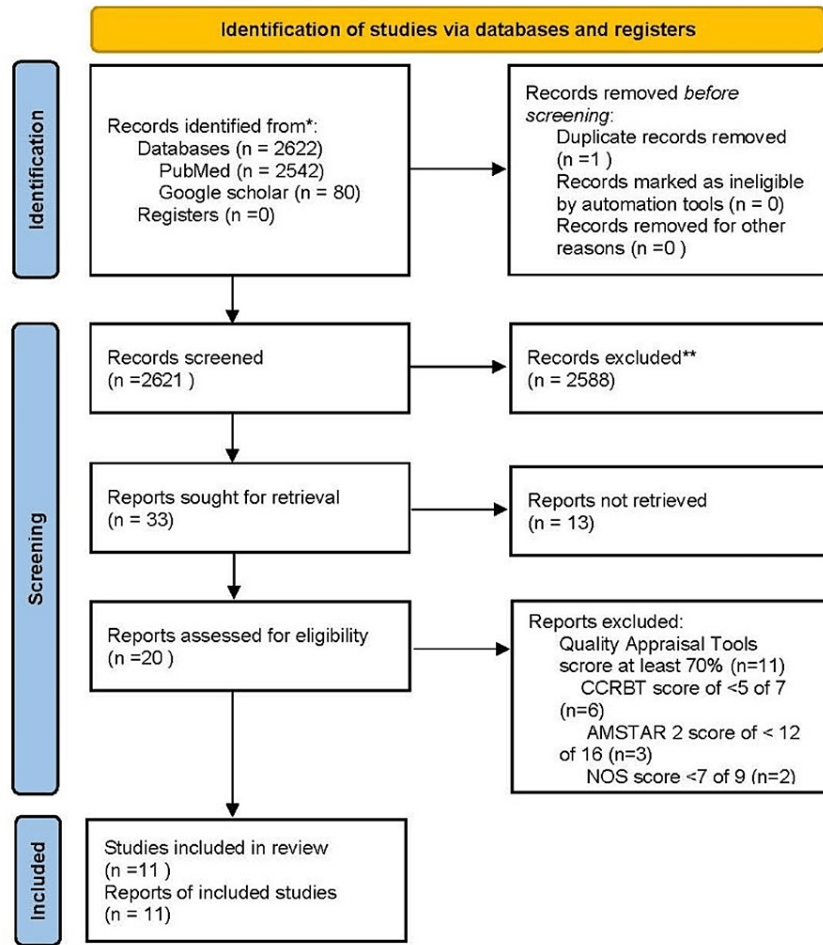 Identification of studies via databases and registers
Identification
Records identified from*:
Databases (n = 2622)
PubMed (n = 2542)
Google scholar (n = 80)
Registers (n =0)
Records removed before
screening:
Duplicate records removed
(n =1 )
Records marked as ineligible
by automation tools (n = 0)
Records removed for other
reasons (n =0 )
Screening
Records screened
(n =2621 )
Records excluded**
(n = 2588)
Reports sought for retrieval
(n = 33)
Reports not retrieved
(n = 13)
Reports assessed for eligibility
(n =20 )
Reports excluded:
Quality Appraisal Tools
scrore at least 70% (n=11)
CCRBT score of <5 of 7
(n=6)
AMSTAR 2 score of < 12
of 16 (n=3)
NOS score <7 of 9 (n=2)
Included
Studies included in review
(n =11 )
Reports of included studies
(n = 11)